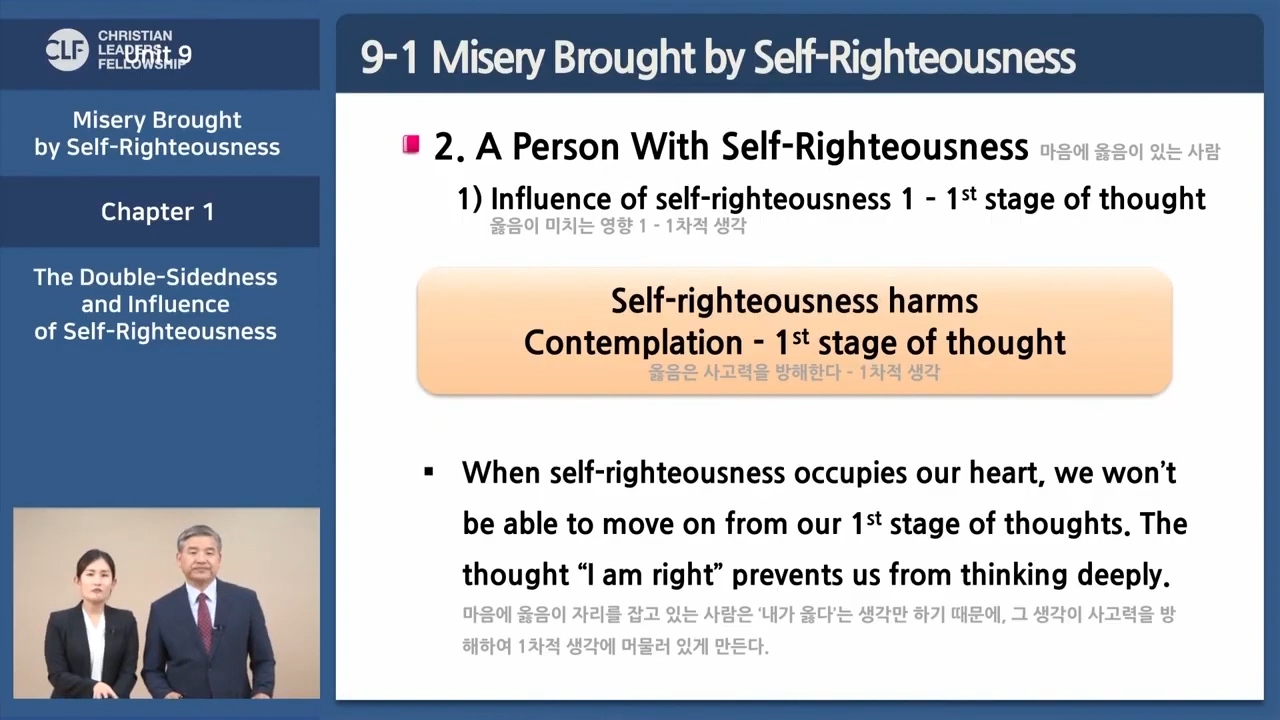 CLF
CHRISTIAN
LEADERS
FELLOWSHIP
Unit 9
Misery Brought
by Self-Righteousness
Chapter 1
The Double-Sidedness
and Influence
of Self-Righteousness
9-1 Misery Brought by Self-Righteousness
2. A Person With Self-Righteousness 마음에 옳음이 있는 사람
1) Influence of self-righteousness 1 - 1st stage of thought
옳음이 미치는 영향 1 - 1차적 생각
Self-righteousness harms
Contemplation - 1st stage of thought
옳음은 사고력을 방해한다 - 1차적 생각
▪ When self-righteousness occupies our heart, we won’t
be able to move on from our 1st stage of thoughts. The
thought “I am right” prevents us from thinking deeply.
마음에 옳음이 자리를 잡고 있는 사람은 ‘내가 옳다’는 생각만 하기 때문에, 그 생각이 사고력을 방
해하여 1차적 생각에 머물러 있게 만든다.